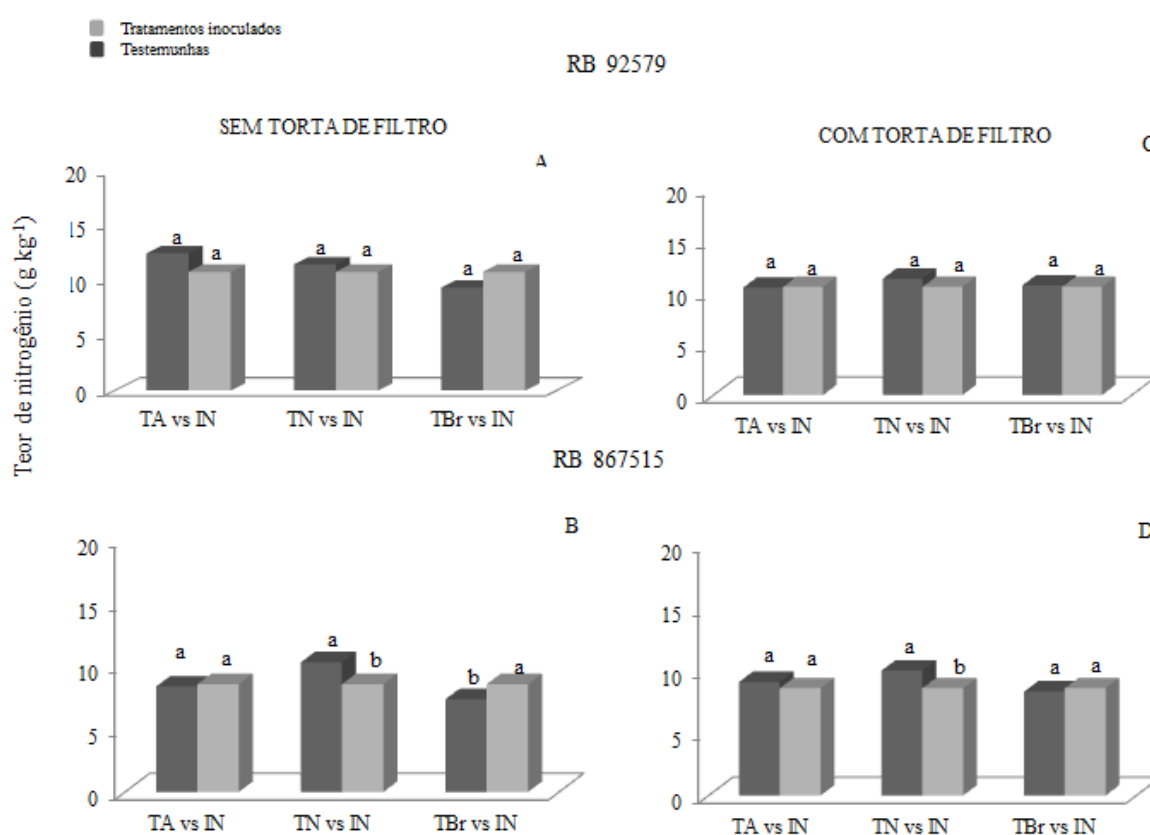 Tratamentos inoculados
Testemunhas
RB 92579
SEM TORTA DE FILTRO
COM TORTA DE FILTRO
Teor de nitrogênio (g kg⁻¹)
A
20
15
10
5
0
a a a a a a
TA vs IN TN vs IN TBr vs IN
C
20
15
10
5
0
a a a a a a
TA vs IN TN vs IN TBr vs IN
RB 867515
B
20
15
10
5
0
a a a b b a
TA vs IN TN vs IN TBr vs IN
D
20
15
10
5
0
a a a b a a
TA vs IN TN vs IN TBr vs IN